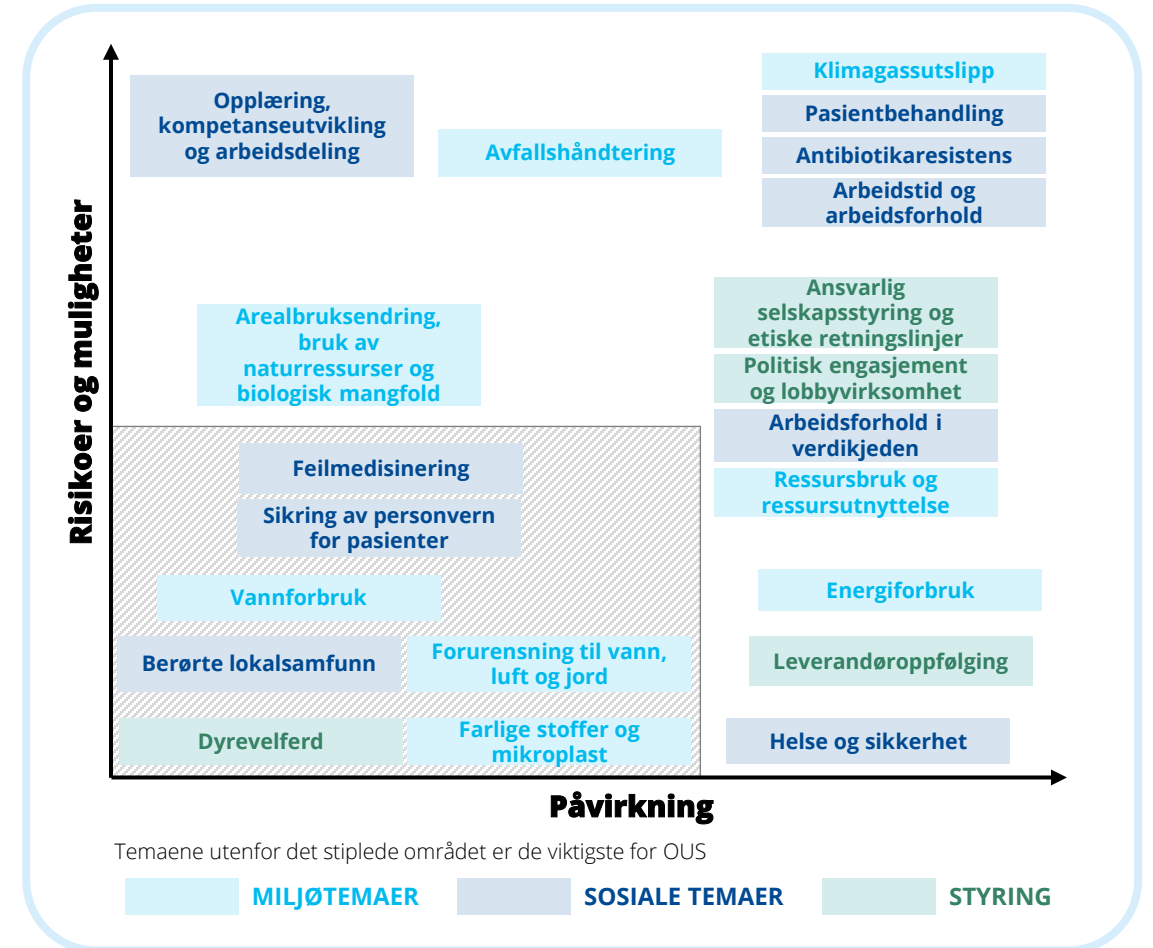 Klimagassutslipp
Opplæring,
kompetanseutvikling
og arbeidsdeling
Pasientbehandling
Avfallshåndtering
Antibiotikaresistens
Arbeidstid og
arbeidsforhold
Risikoer og muligheter
Arealbruksendring,
bruk av
naturressurser og
biologisk mangfold
Ansvarlig
selskapsstyring og
etiske retningslinjer
Politisk engasjement
og lobbyvirksomhet
Arbeidsforhold i
verdikjeden
Ressursbruk og
ressursutnyttelse
Feilmedisinering
Sikring av personvern
for pasienter
Vannforbruk
Energiforbruk
Berørte lokalsamfunn
Forurensning til vann,
luft og jord
Leverandøroppfølging
Dyrevelferd
Farlige stoffer og
mikroplast
Helse og sikkerhet
Påvirkning
Temaene utenfor det stiplede området er de viktigste for OUS
MILJØTEMAER
SOSIALE TEMAER
STYRING